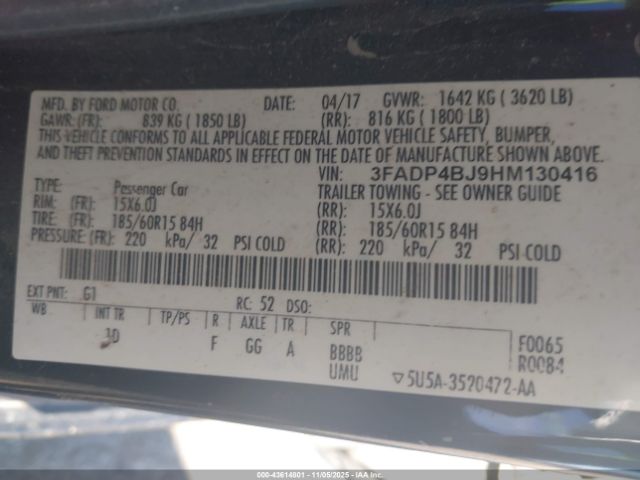 MFD. BY FORD MOTOR CO. DATE: 04/17 GVWR: 1642 KG ( 3620 LB)
GAWR: (FR): 839 KG ( 1850 LB) (RR): 816 KG ( 1800 LB)
THIS VEHICLE CONFORMS TO ALL APPLICABLE FEDERAL MOTOR VEHICLE SAFETY, BUMPER,
AND THEFT PREVENTION STANDARDS IN EFFECT ON THE DATE OF MANUFACTURE SHOWN ABOVE.
VIN: 3FADP4BJ9HM130416
TYPE: Passenger Car TRAILER TOWING - SEE OWNER GUIDE
RIM: (FR): 15X6.0J (RR): 15X6.0J
TIRE: (FR): 185/60R15 84H (RR): 185/60R15 84H
PRESSURE: (FR): 220 kPa/ 32 PSI COLD (RR): 220 kPa/ 32 PSI COLD
EXT PNT: G1 RC: 52 DSO:
WB INT TR TP/PS R AXLE TR SPR
10 F GG A BBBB F0065
UMU R0084
▽5U5A-3520472-AA
000-43614801 - 11/05/2025 - COPART.COM